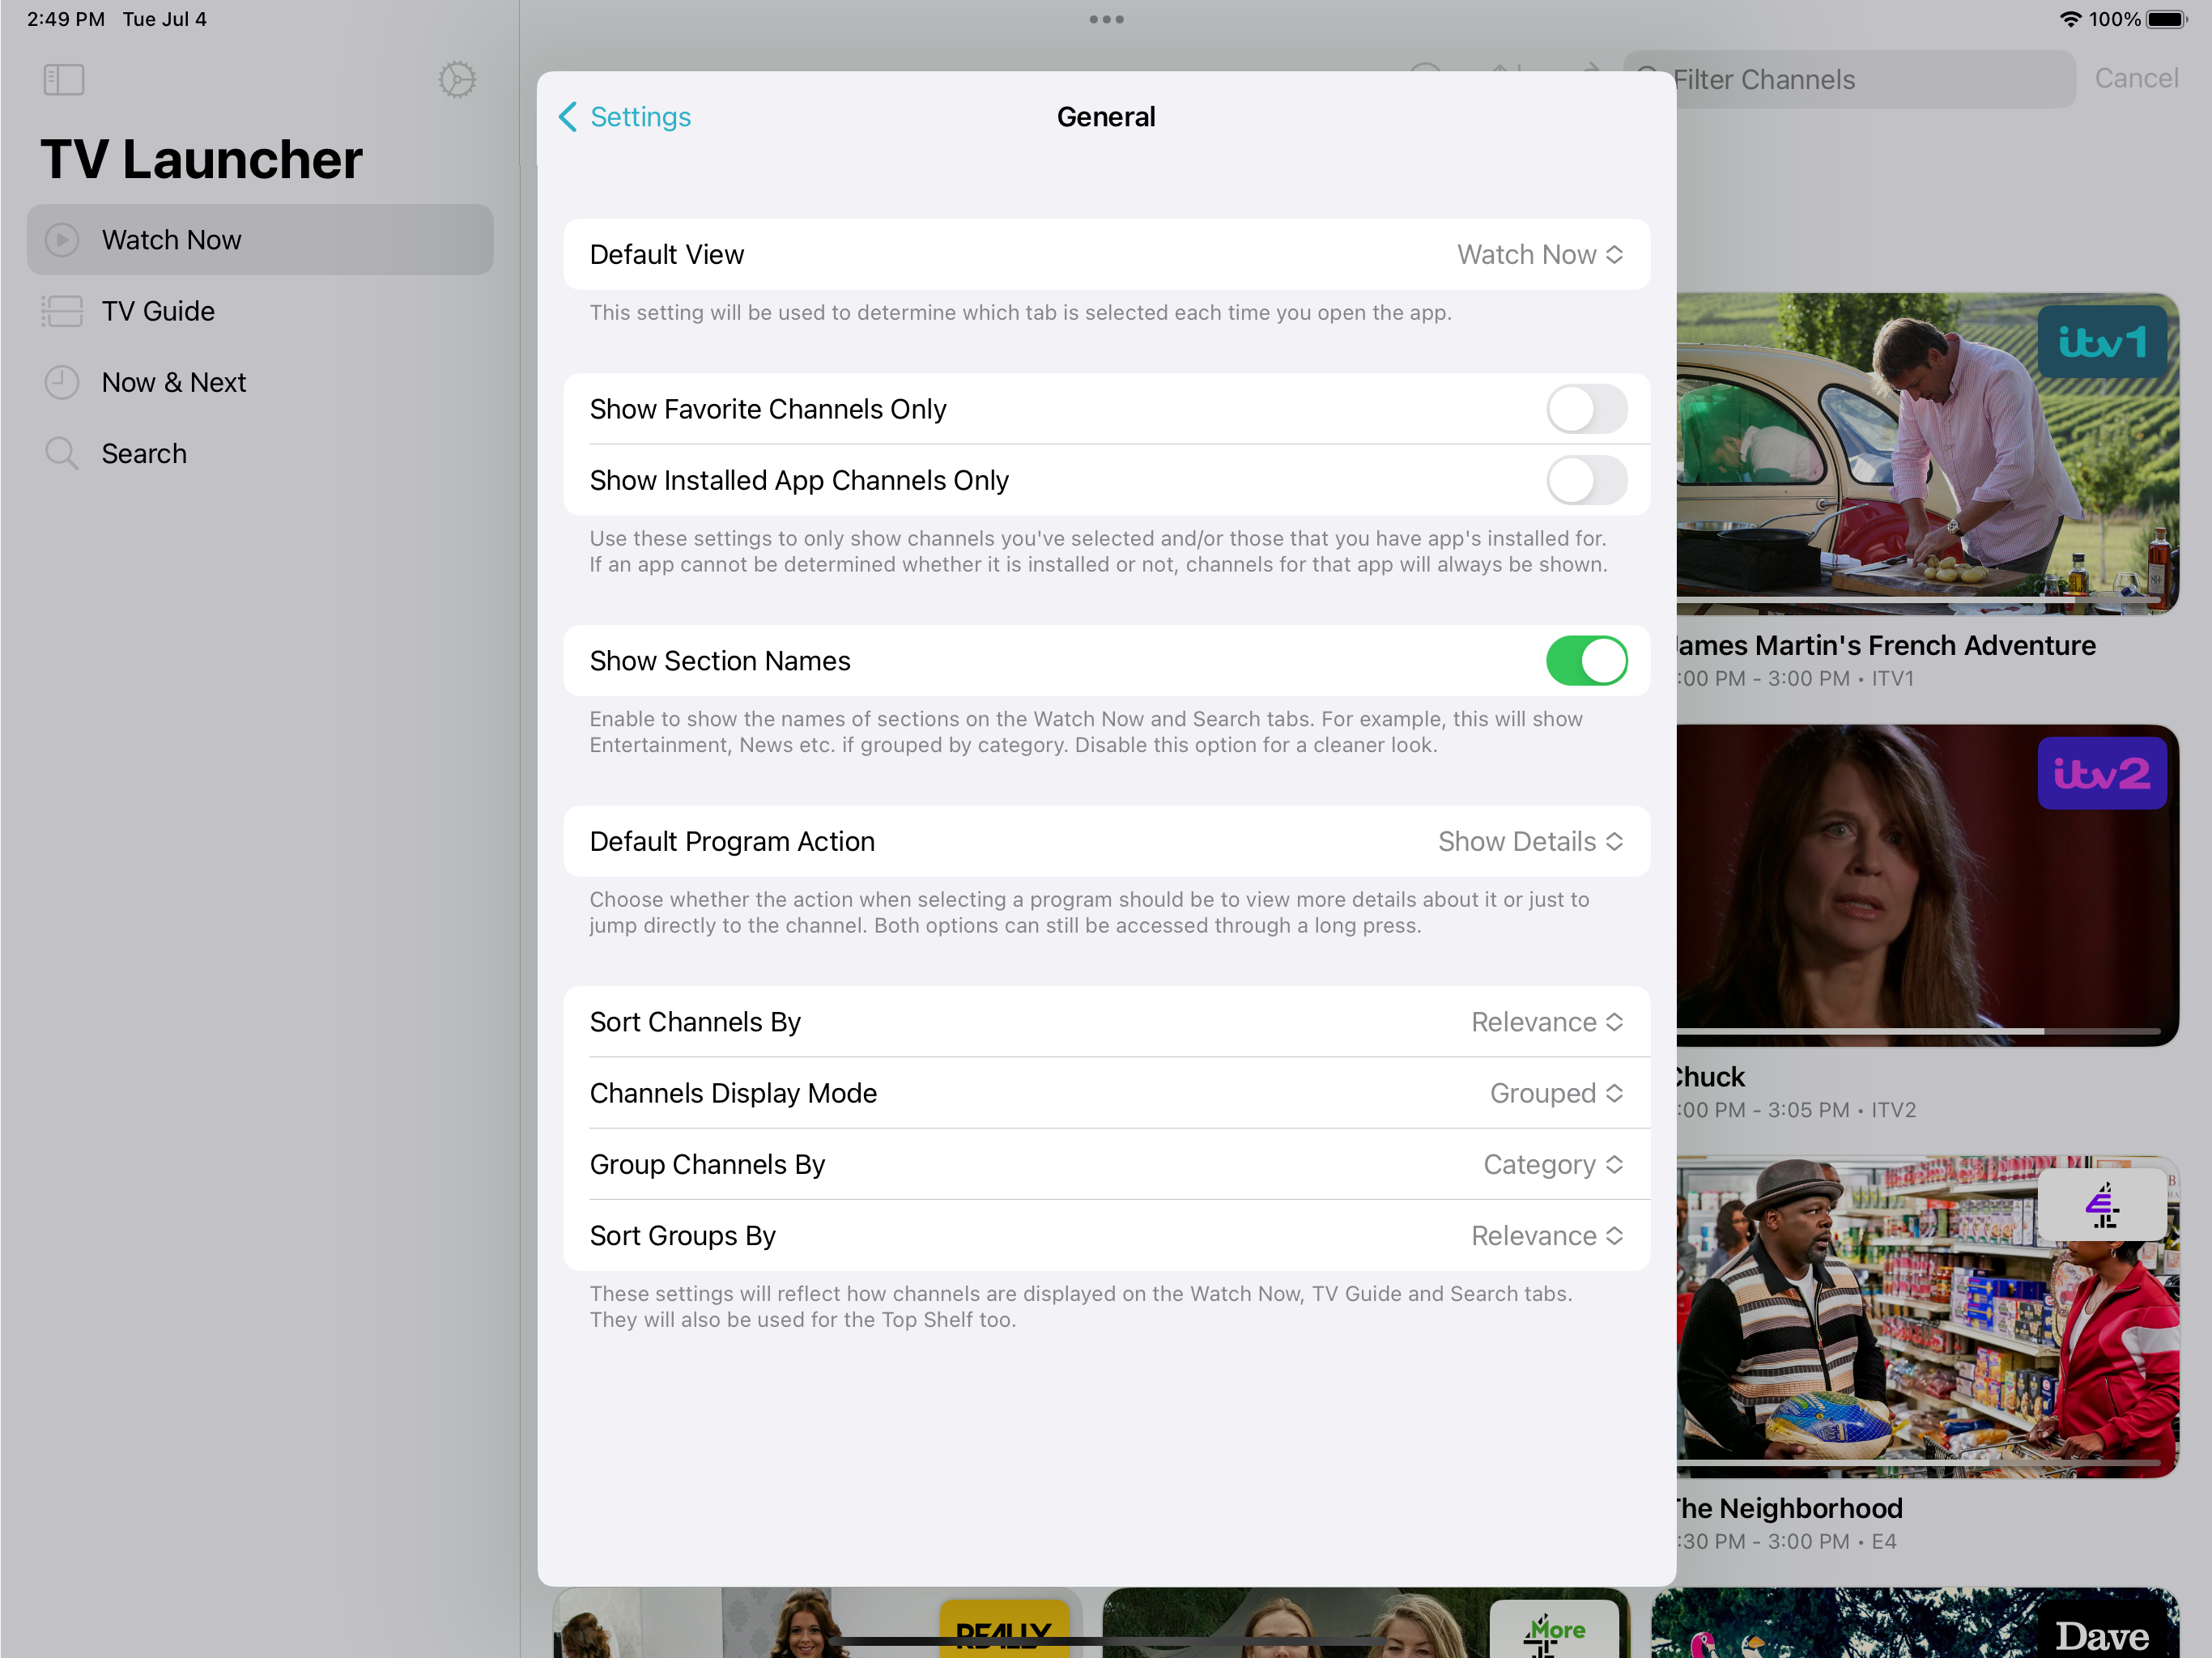 2:49 PM Tue Jul 4
100%
TV Launcher
Watch Now
TV Guide
Now & Next
Search
Filter Channels
Cancel
Settings
General
Default View
Watch Now
This setting will be used to determine which tab is selected each time you open the app.
Show Favorite Channels Only
Show Installed App Channels Only
Use these settings to only show channels you've selected and/or those that you have app's installed for.
If an app cannot be determined whether it is installed or not, channels for that app will always be shown.
Show Section Names
Enable to show the names of sections on the Watch Now and Search tabs. For example, this will show
Entertainment, News etc. if grouped by category. Disable this option for a cleaner look.
Default Program Action
Show Details
Choose whether the action when selecting a program should be to view more details about it or just to
jump directly to the channel. Both options can still be accessed through a long press.
Sort Channels By
Relevance
Channels Display Mode
Grouped
Group Channels By
Category
Sort Groups By
Relevance
These settings will reflect how channels are displayed on the Watch Now, TV Guide and Search tabs.
They will also be used for the Top Shelf too.
itv1
James Martin's French Adventure
:00 PM - 3:00 PM • ITV1
itv2
Chuck
:00 PM - 3:05 PM • ITV2
E4
The Neighborhood
:30 PM - 3:00 PM • E4
REALLY
More 4
Dave